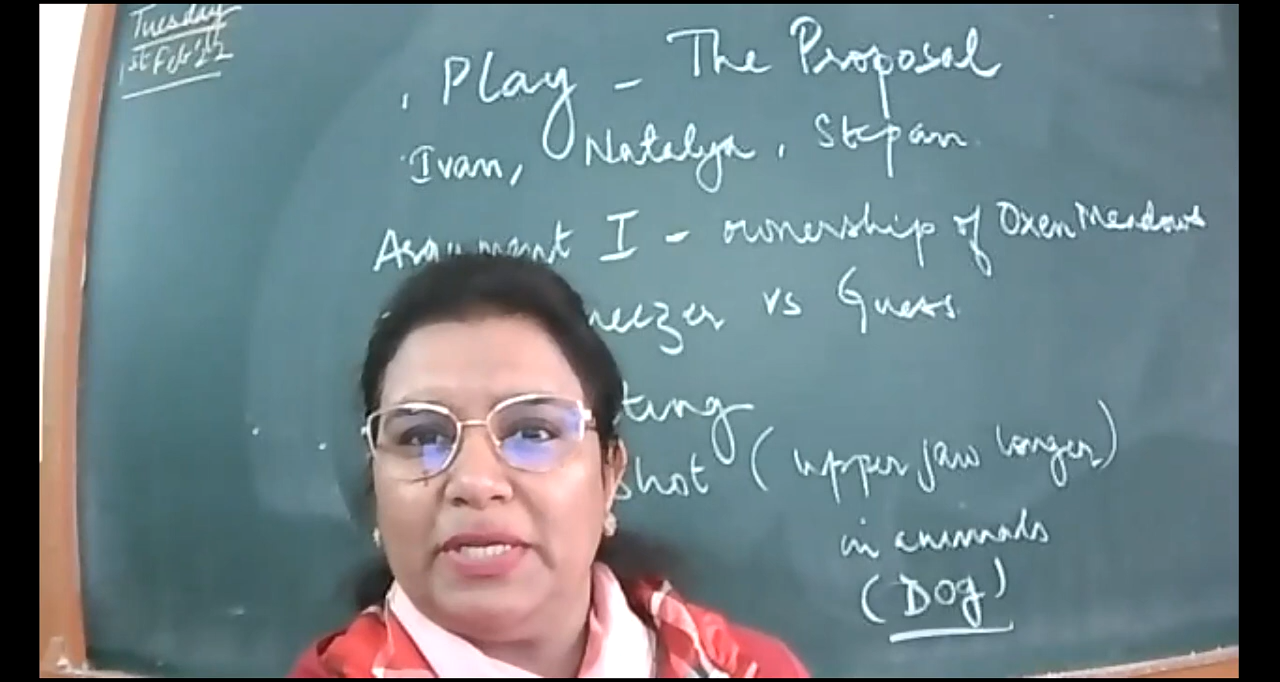 Tuesday
1st Feb'22
Play - The Proposal
Ivan, Natalya, Stepan
Argument I - ownership of Oxen Meadows
vs Guess
shot (upper jaw longer)
in animals
(Dog)